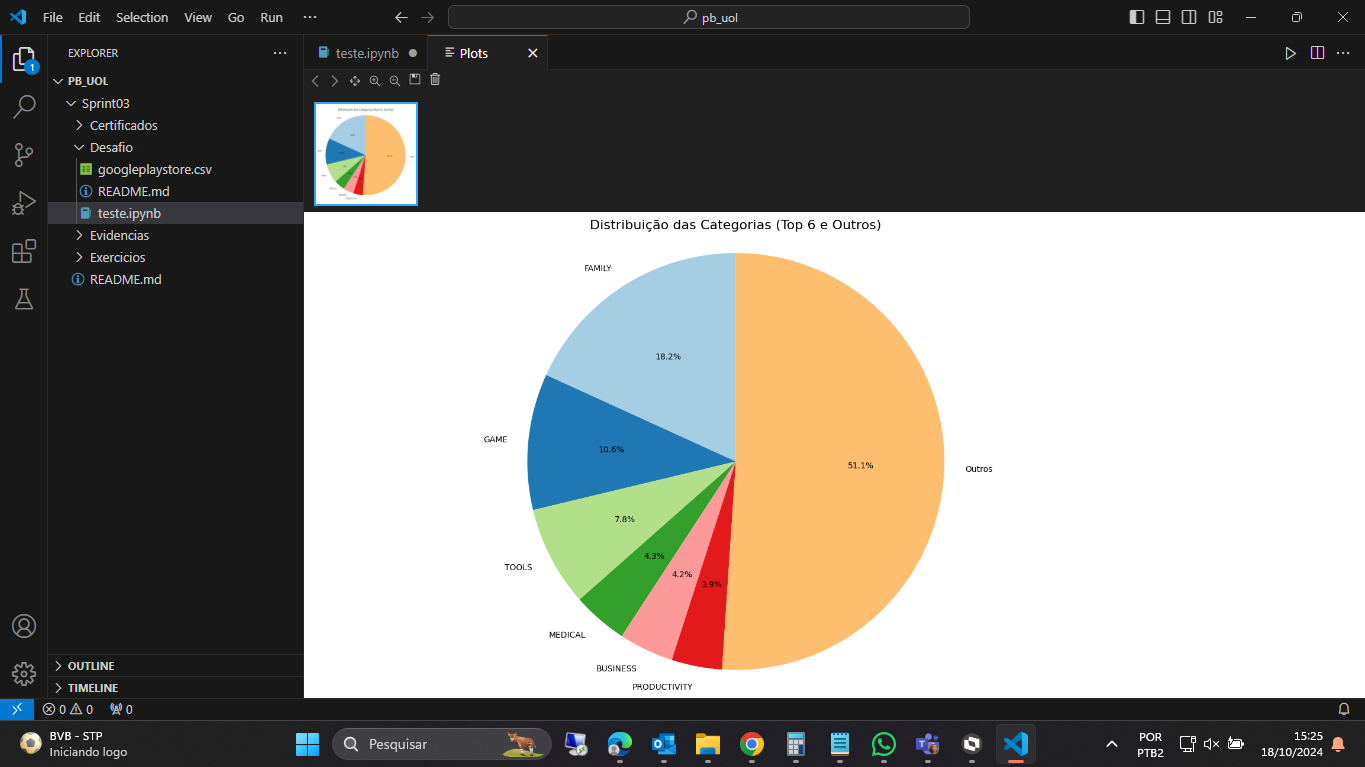 File Edit Selection View Go Run ···
pb_uol
EXPLORER
1
PB_UOL
Sprint03
Certificados
Desafio
googleplaystore.csv
README.md
teste.ipynb
Evidencias
Exercicios
README.md
OUTLINE
TIMELINE
teste.ipynb
Plots
Distribuição das Categorias (Top 6 e Outros)
FAMILY
18.2%
GAME
10.6%
51.1%
Outros
7.8%
TOOLS
4.3%
4.2%
3.9%
MEDICAL
BUSINESS
PRODUCTIVITY
0 0 0
BVB - STP
Iniciando logo
Pesquisar
POR
PTB2
15:25
18/10/2024